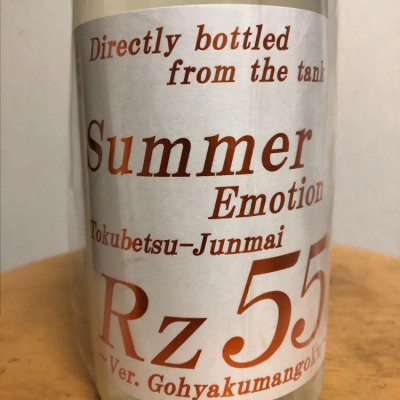 Directly bottled
from the tank
Summer
Emotion
Tokubetsu-Junmai
Rz55
~Ver. Gohyakumangoku~